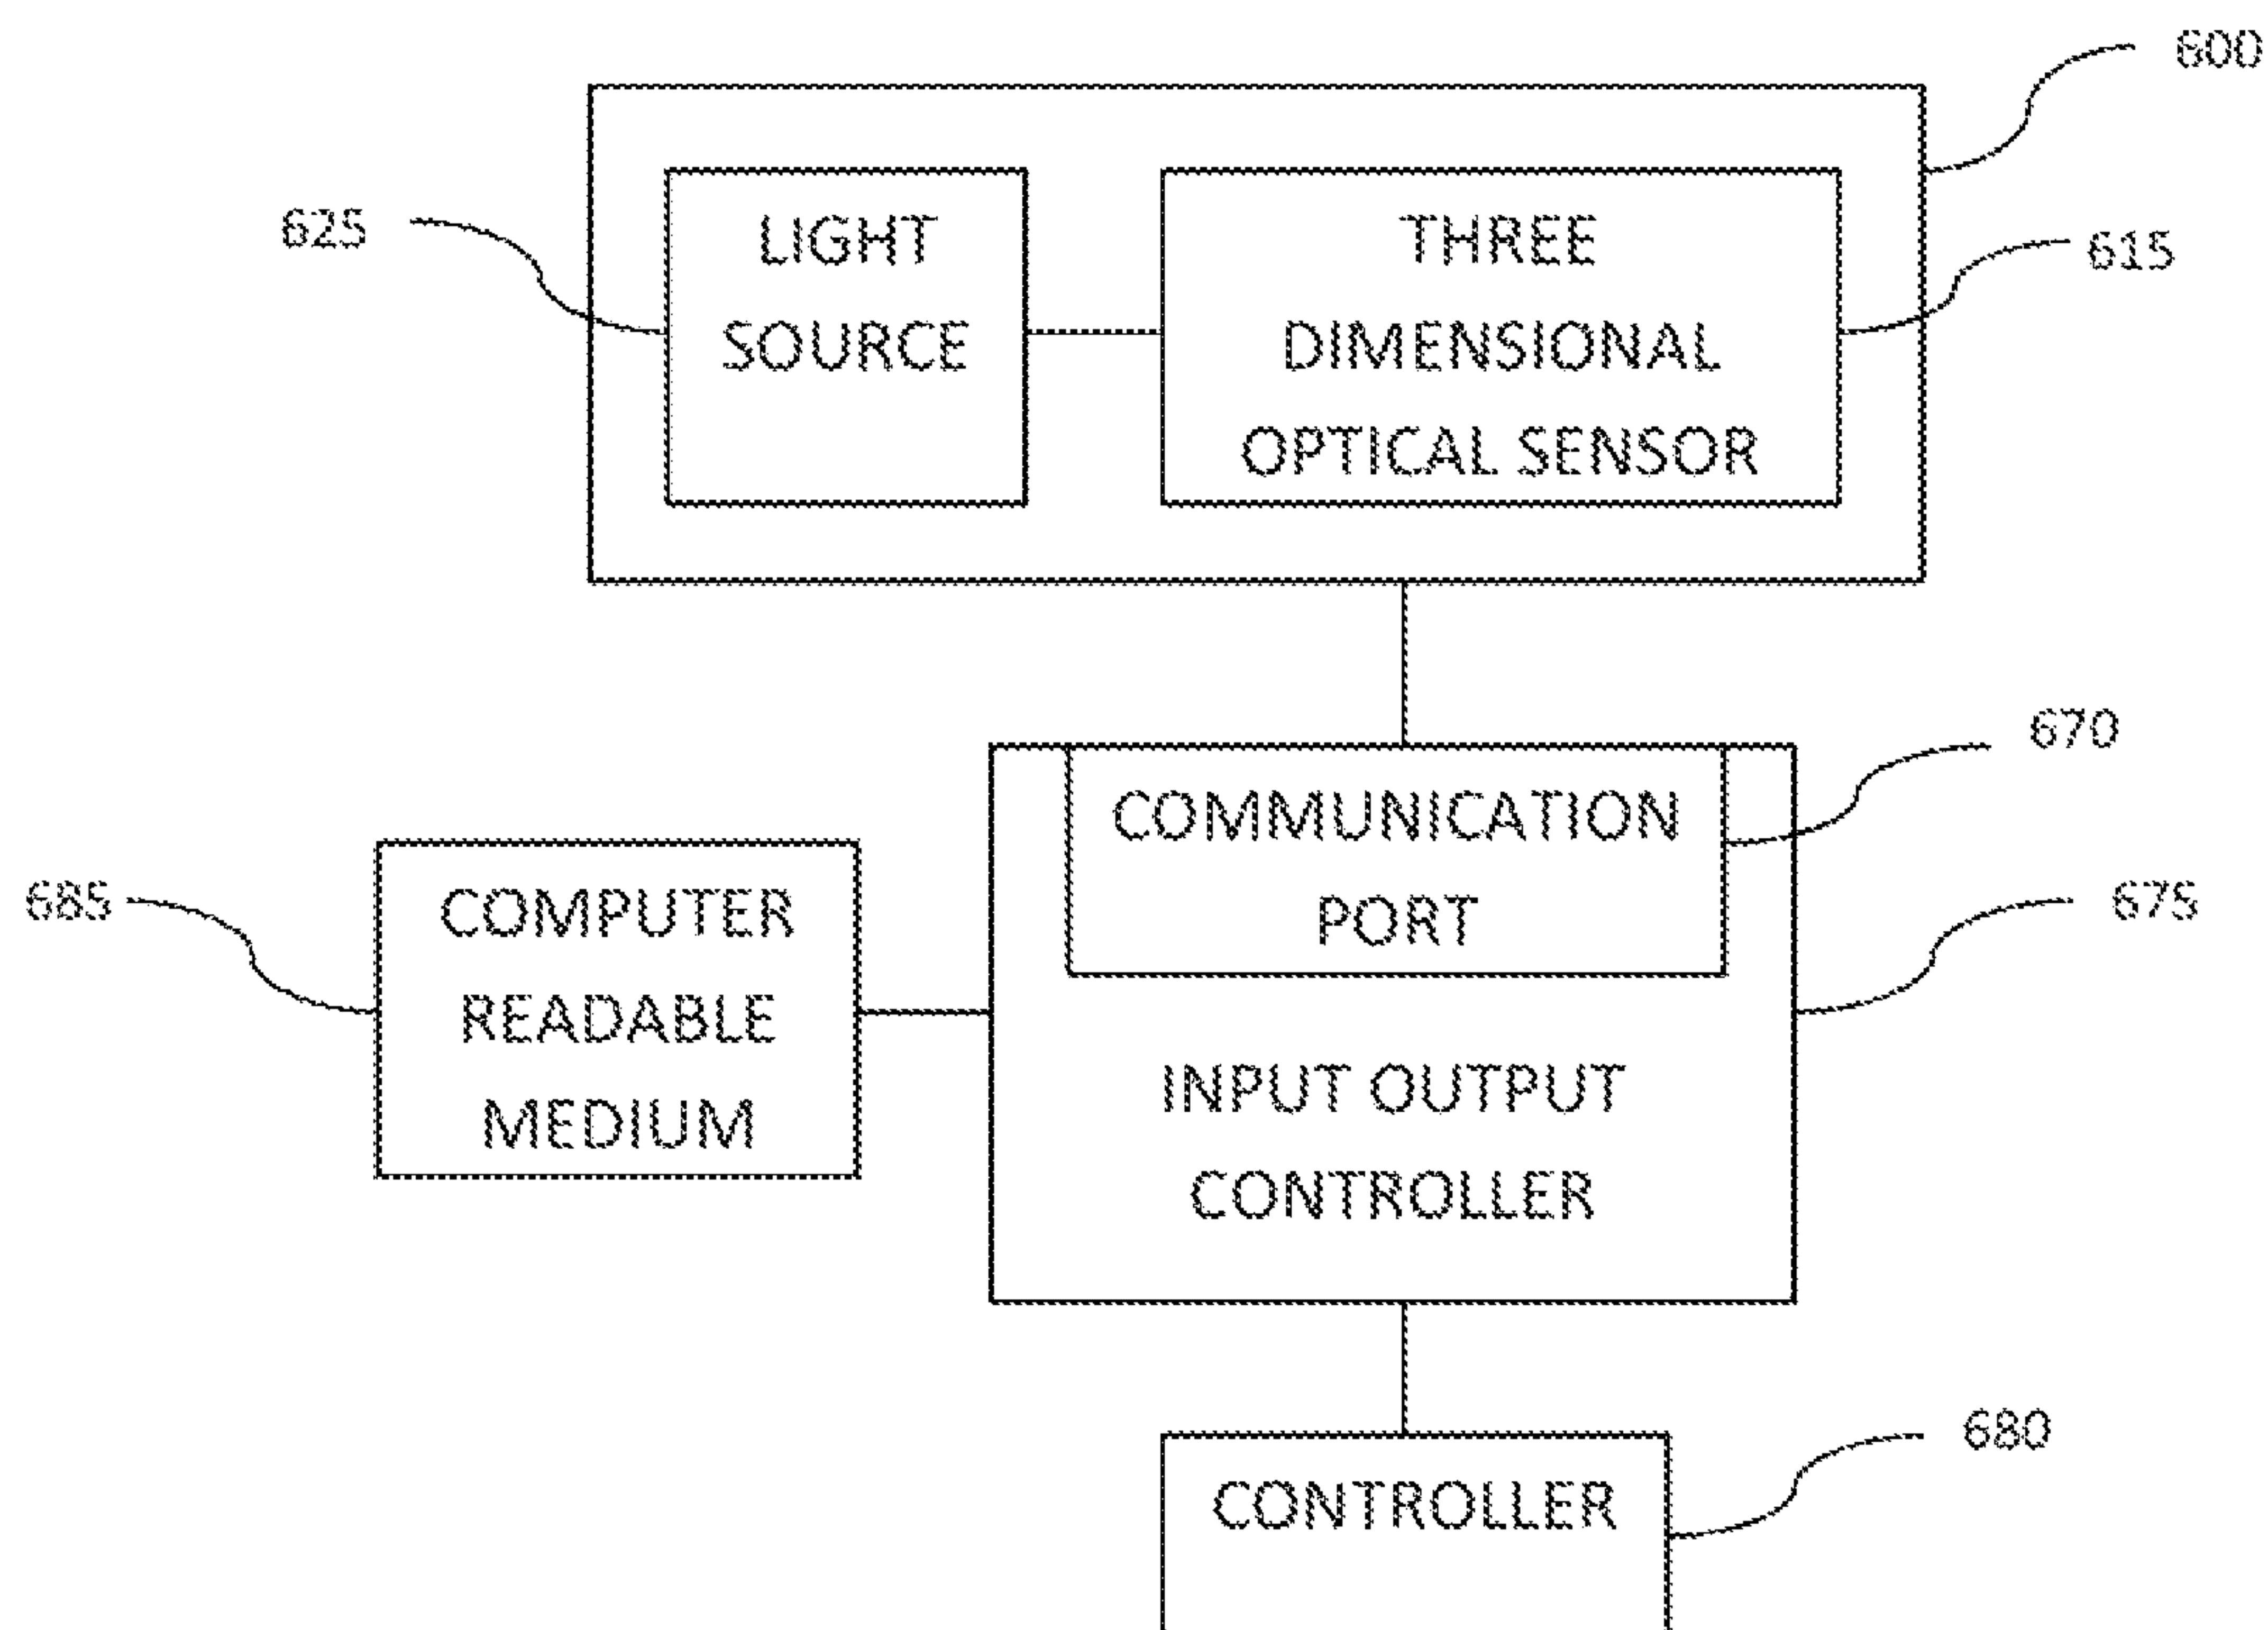 600
625
LIGHT
SOURCE
THREE
DIMENSIONAL
OPTICAL SENSOR
615
670
COMMUNICATION
PORT
685
COMPUTER
READABLE
MEDIUM
675
INPUT OUTPUT
CONTROLLER
680
CONTROLLER